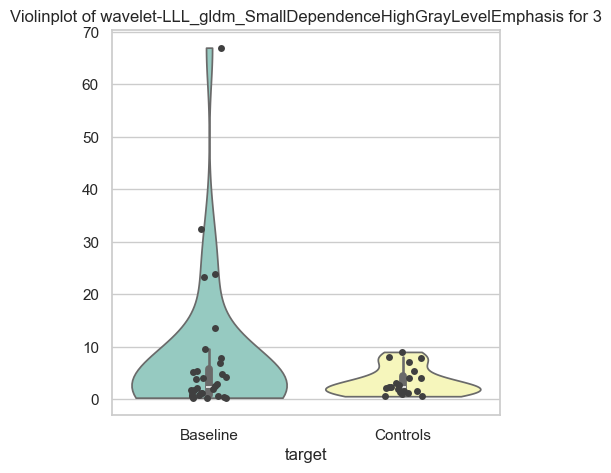 Violinplot of wavelet-LLL_gldm_SmallDependenceHighGrayLevelEmphasis for 3
70
60
50
40
30
20
10
0
Baseline Controls
target